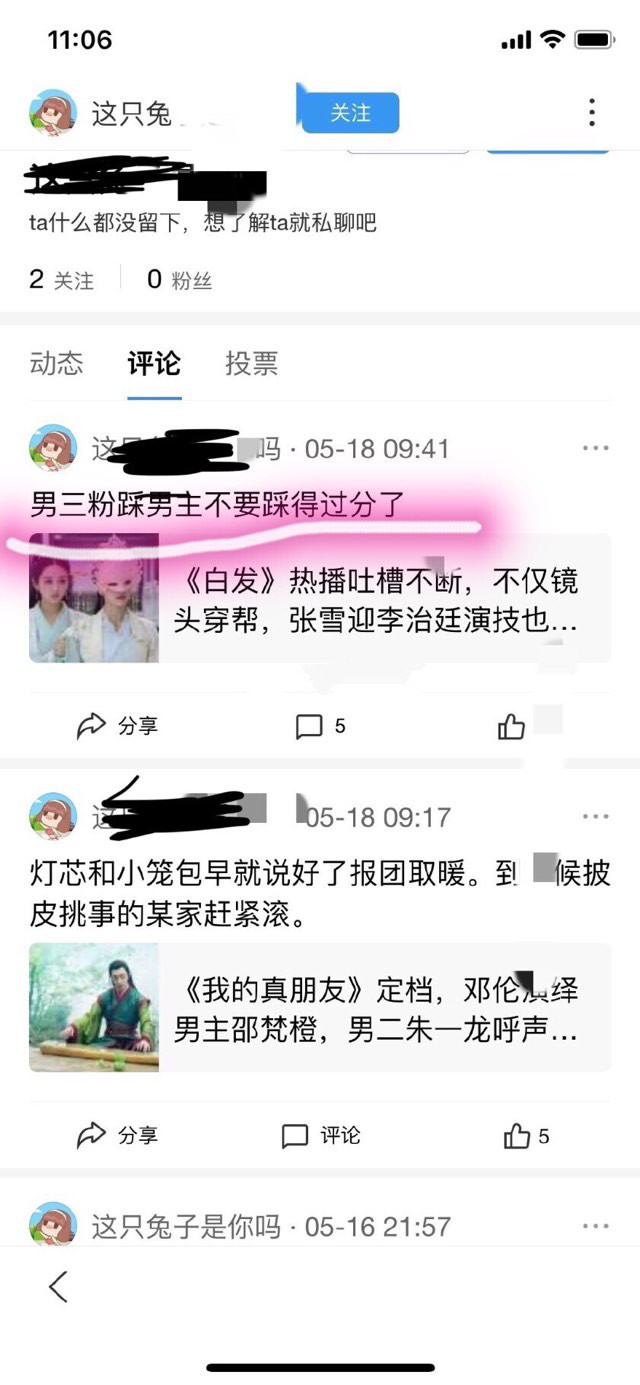 11:06
这只兔
关注
ta什么都没留下，想了解ta就私聊吧
2 关注 0 粉丝
动态 评论 投票
这 吗 · 05-18 09:41
男三粉踩男主不要踩得过分了
《白发》热播吐槽不断，不仅镜
头穿帮，张雪迎李治廷演技也...
分享 5
这 05-18 09:17
灯芯和小笼包早就说好了报团取暖。到 候披
皮挑事的某家赶紧滚。
《我的真朋友》定档，邓伦演绎
男主邵梵橙，男二朱一龙呼声...
分享 评论 5
这只兔子是你吗 · 05-16 21:57